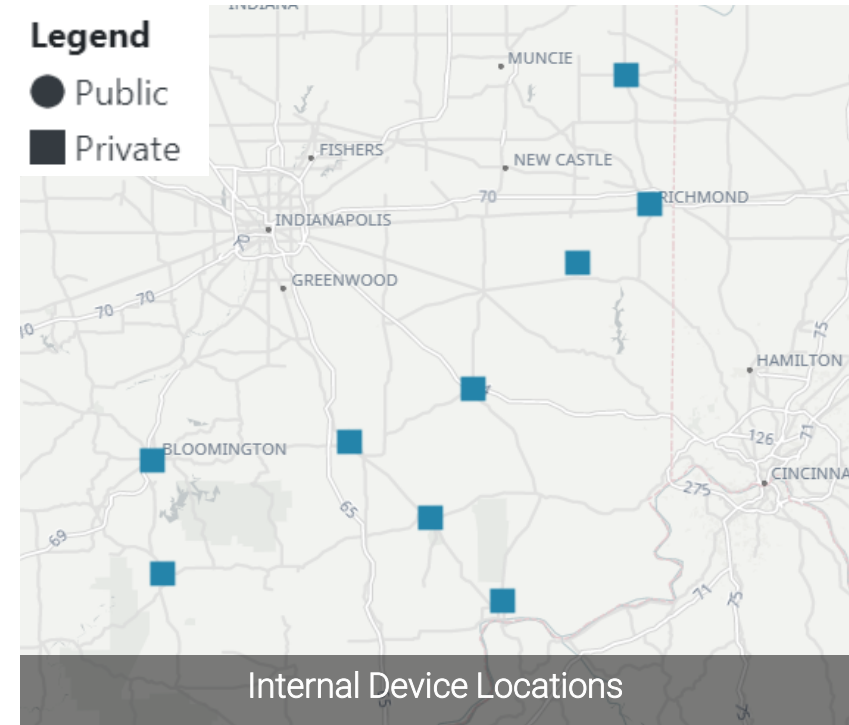 INDIANA
Legend
Public
Private
MUNCIE
FISHERS
NEW CASTLE
70
RICHMOND
INDIANAPOLIS
70
GREENWOOD
70
70
75
HAMILTON
126
71
BLOOMINGTON
CINCINNA
275
65
69
71
75
Internal Device Locations
75